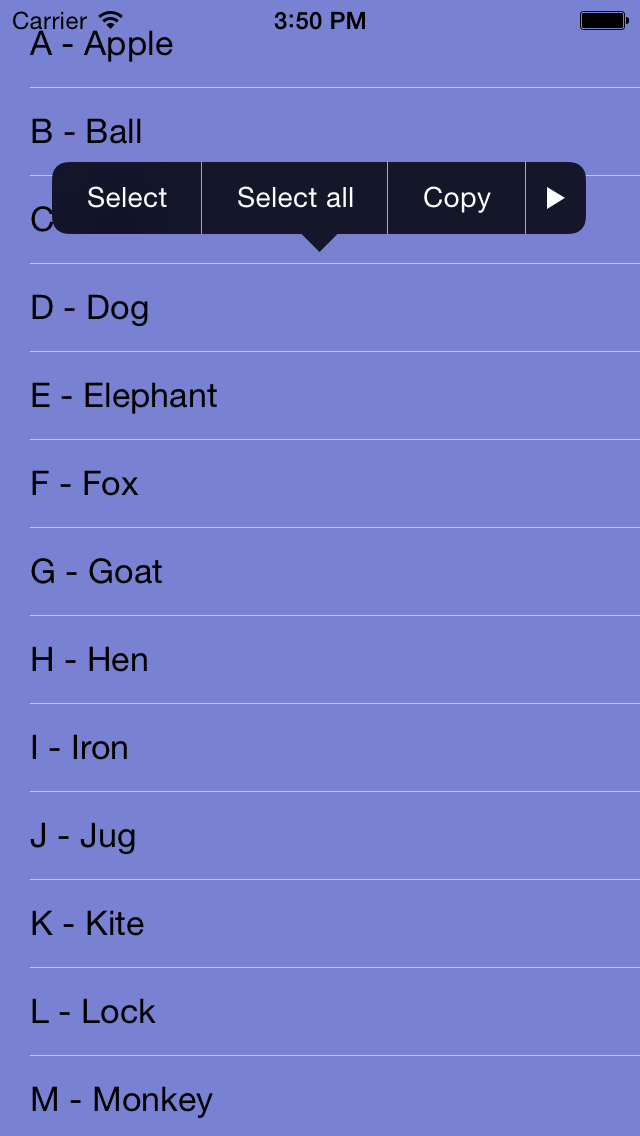 Carrier 3:50 PM
A - Apple
B - Ball
Select Select all Copy
C
D - Dog
E - Elephant
F - Fox
G - Goat
H - Hen
I - Iron
J - Jug
K - Kite
L - Lock
M - Monkey